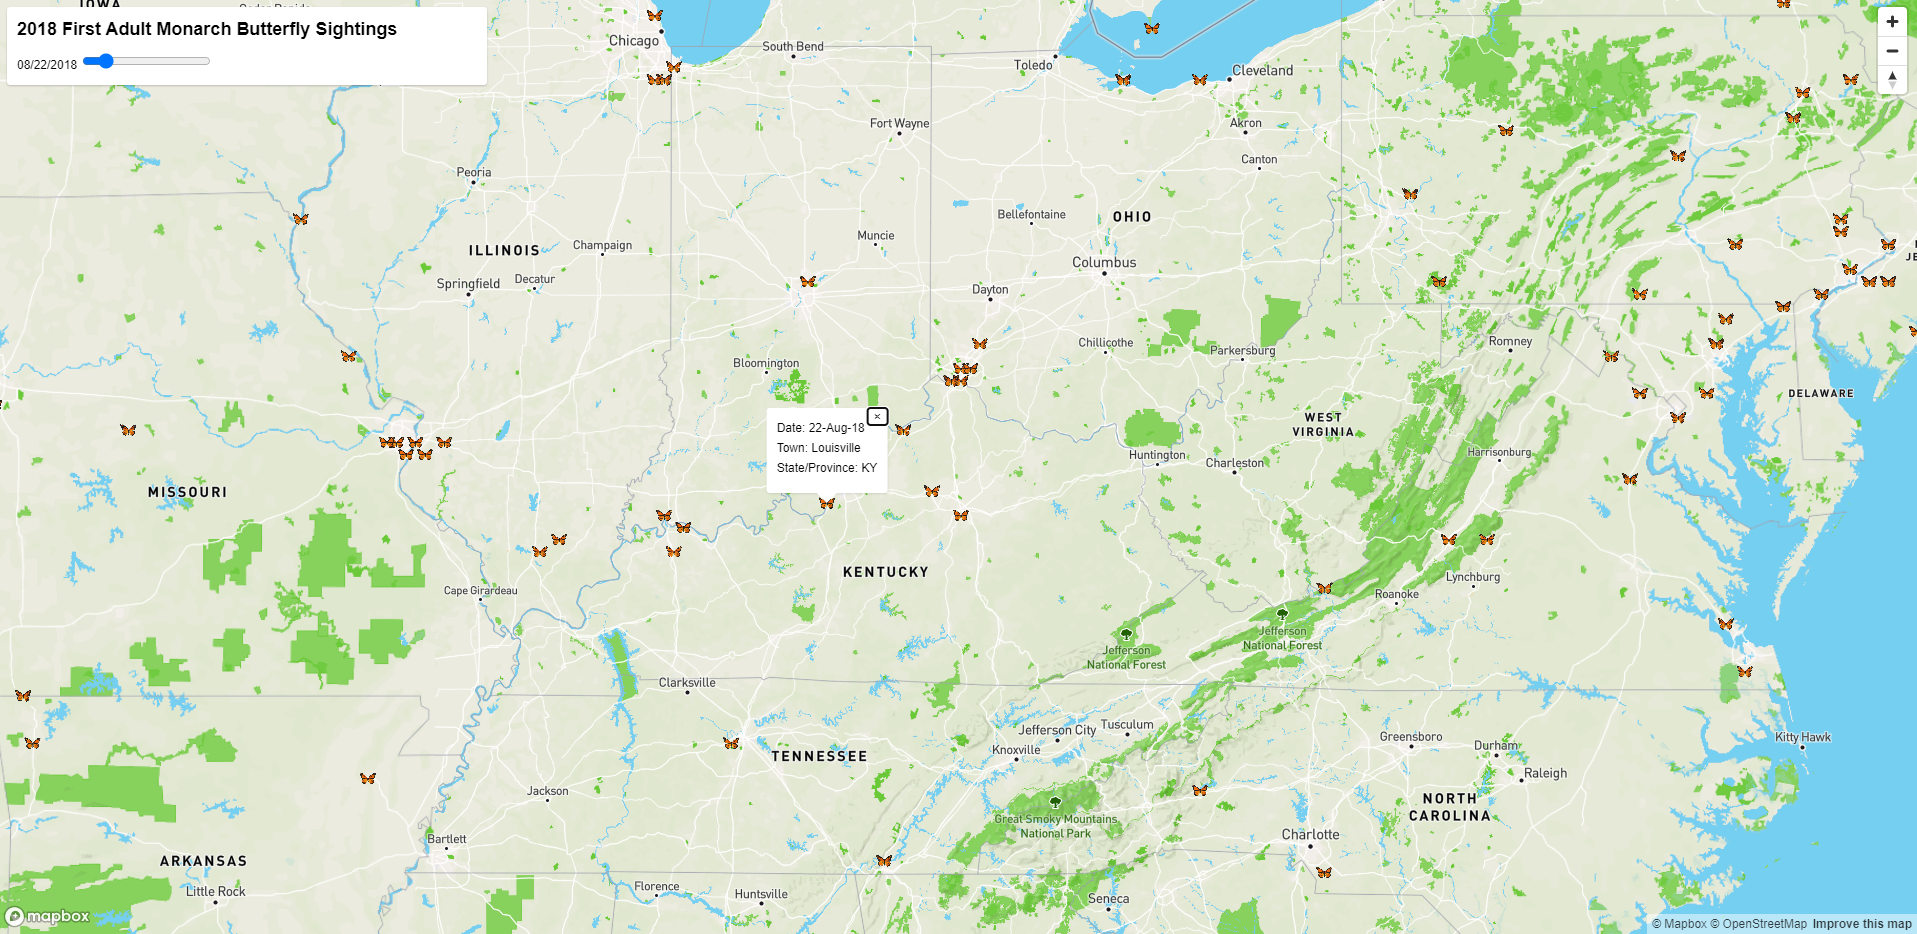 IOWA
2018 First Adult Monarch Butterfly Sightings
08/22/2018
Chicago
South Bend
Toledo
Cleveland
Fort Wayne
Akron
Canton
Peoria
Bellefontaine
OHIO
Muncie
ILLINOIS
Champaign
Columbus
Springfield
Decatur
Dayton
Chillicothe
Parkersburg
Romney
Bloomington
DELAWARE
WEST
VIRGINIA
Date: 22-Aug-18
×
Town: Louisville
State/Province: KY
Huntington
Charleston
Harrisonburg
MISSOURI
KENTUCKY
Lynchburg
Cape Girardeau
Roanoke
Jefferson
National Forest
Jefferson
National Forest
Clarksville
Jefferson City
Tusculum
Knoxville
Greensboro
Durham
Kitty Hawk
TENNESSEE
Raleigh
Jackson
NORTH
CAROLINA
Great Smoky Mountains
National Park
Charlotte
Bartlett
ARKANSAS
Little Rock
Florence
Huntsville
Seneca
mapbox
© Mapbox © OpenStreetMap Improve this map